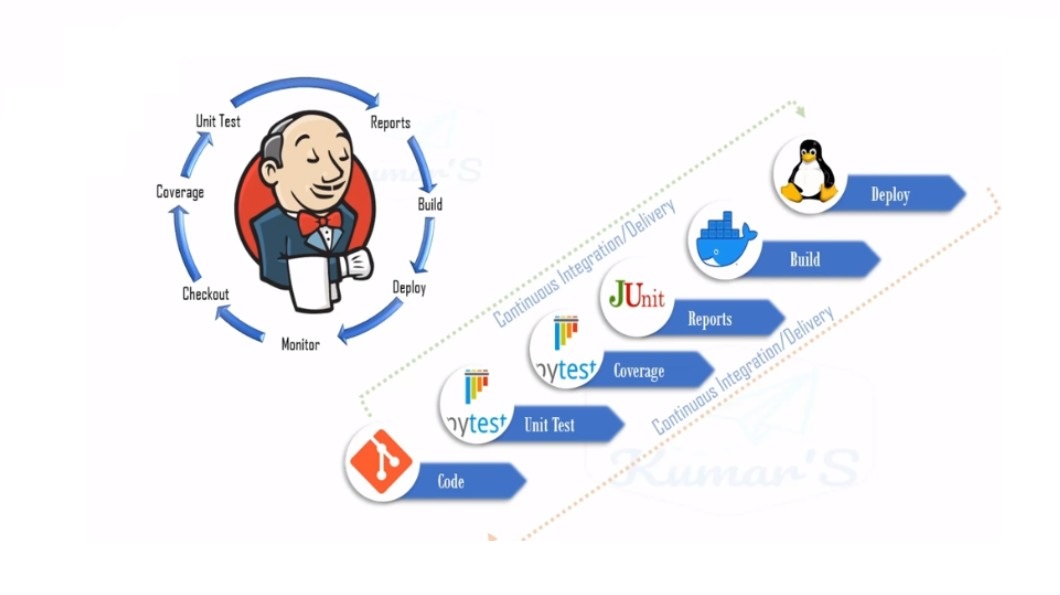 Unit Test
Reports
Coverage
Build
Checkout
Deploy
Monitor
Continuous Integration/Delivery
Deploy
Build
JUnit
Reports
pytest
Coverage
pytest
Unit Test
Code
Continuous Integration/Delivery
Kumar'S
Kumar'S